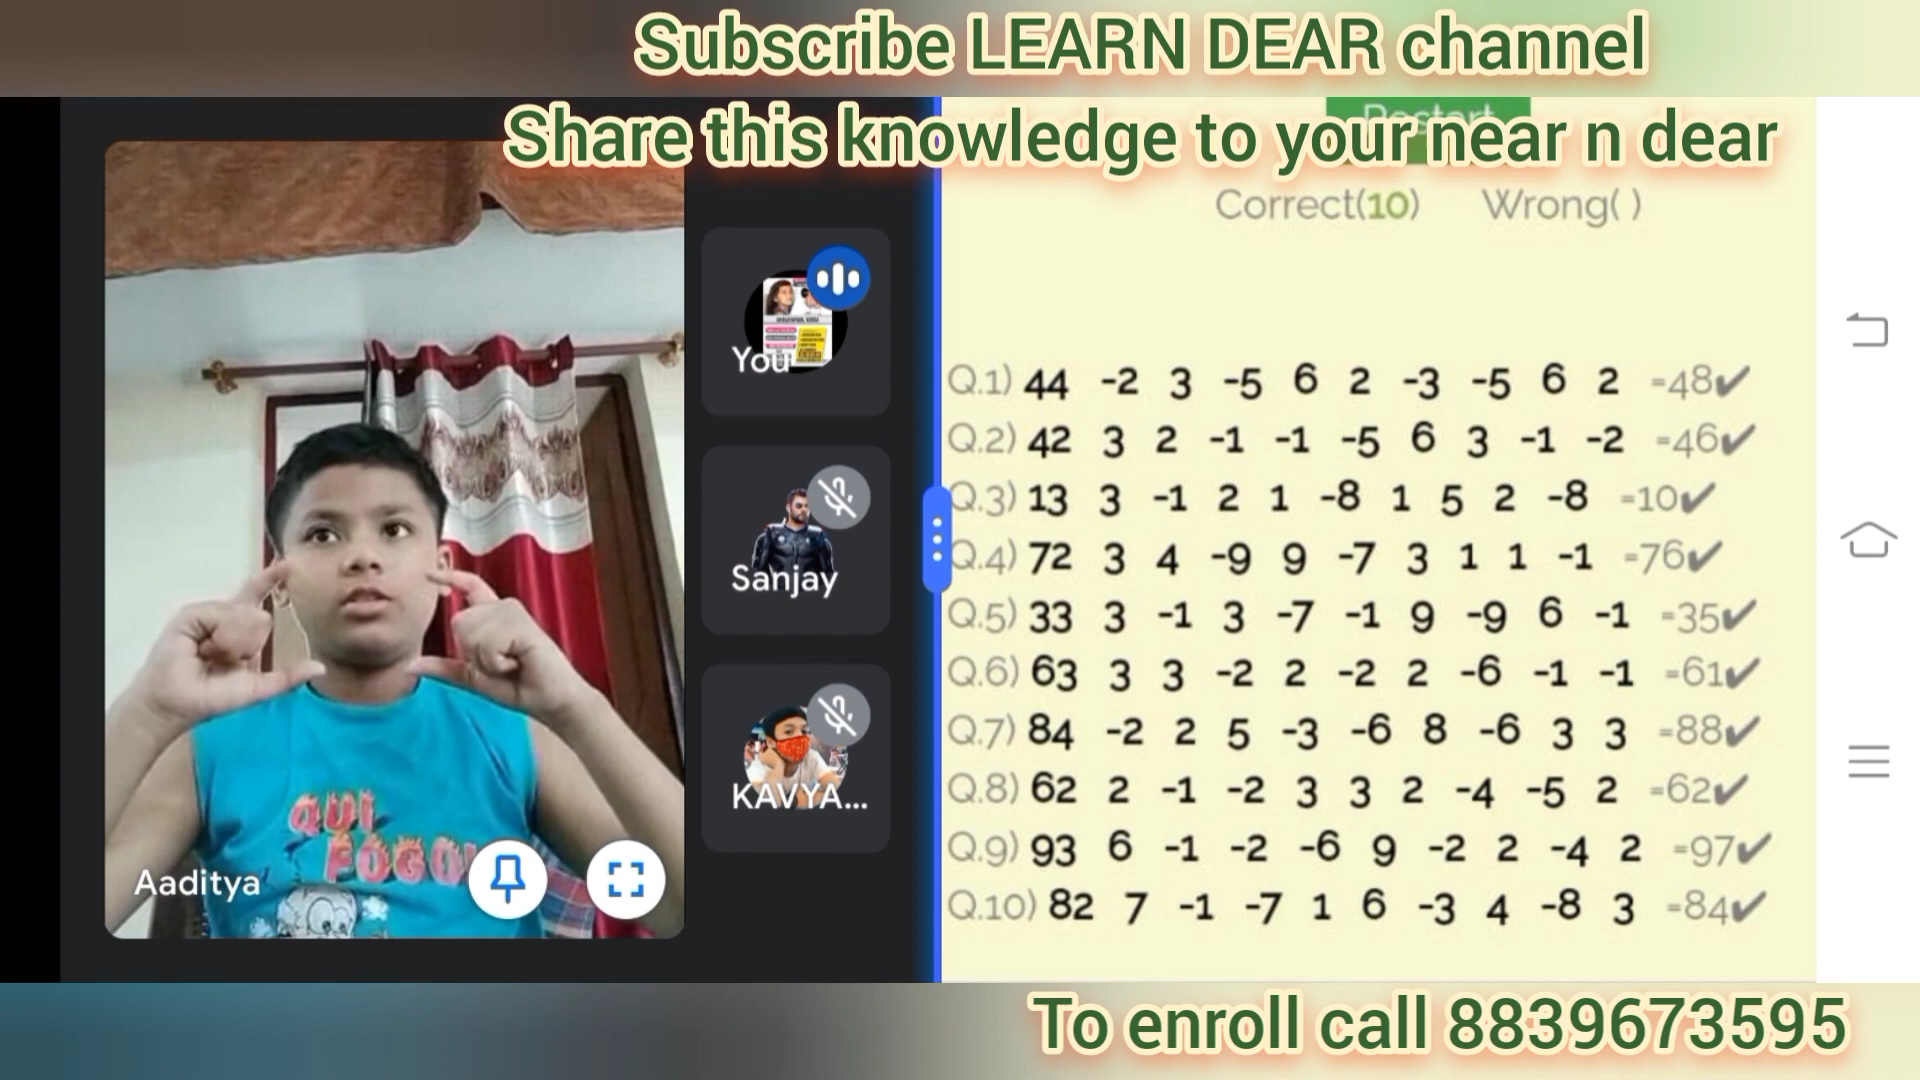 Subscribe LEARN DEAR channel
Share this knowledge to your near n dear
Restart
Correct(10) Wrong( )
You
Sanjay
KAVYA...
QUI
FOGO
Aaditya
Q.1) 44 -2 3 -5 6 2 -3 -5 6 2 =48✔
Q.2) 42 3 2 -1 -1 -5 6 3 -1 -2 =46✔
Q.3) 13 3 -1 2 1 -8 1 5 2 -8 =10✔
Q.4) 72 3 4 -9 9 -7 3 1 1 -1 =76✔
Q.5) 33 3 -1 3 -7 -1 9 -9 6 -1 =35✔
Q.6) 63 3 3 -2 2 -2 2 -6 -1 -1 =61✔
Q.7) 84 -2 2 5 -3 -6 8 -6 3 3 =88✔
Q.8) 62 2 -1 -2 3 3 2 -4 -5 2 =62✔
Q.9) 93 6 -1 -2 -6 9 -2 2 -4 2 =97✔
Q.10) 82 7 -1 -7 1 6 -3 4 -8 3 =84✔
To enroll call 8839673595